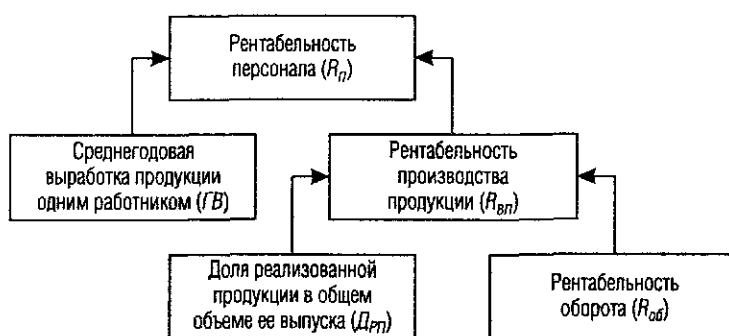 Рентабельность
персонала (Rп)
Среднегодовая
выработка продукции
одним работником (ГВ)
Рентабельность
производства
продукции (RВП)
Доля реализованной
продукции в общем
объеме ее выпуска (ДРП)
Рентабельность
оборота (Rоб)